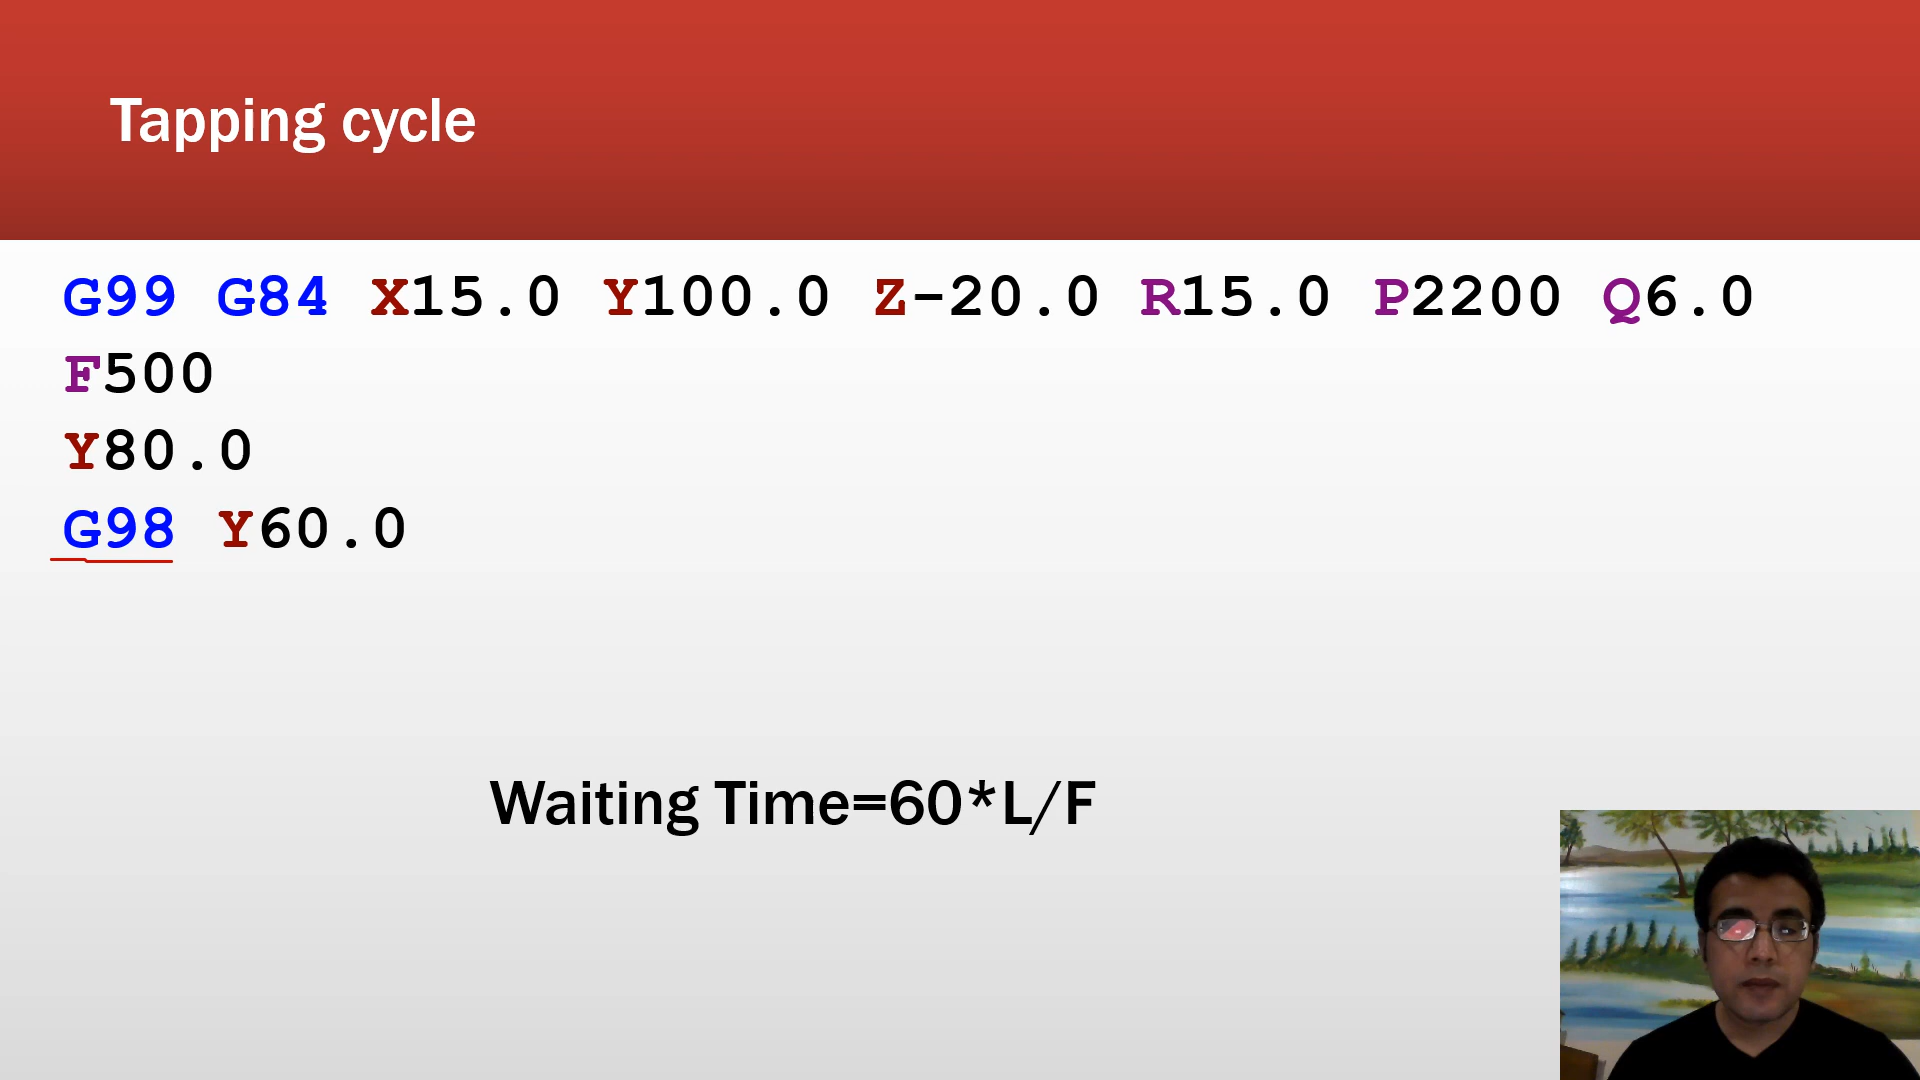 Tapping cycle
G99 G84 X15.0 Y100.0 Z-20.0 R15.0 P2200 Q6.0
F500
Y80.0
G98 Y60.0
Waiting Time=60*L/F